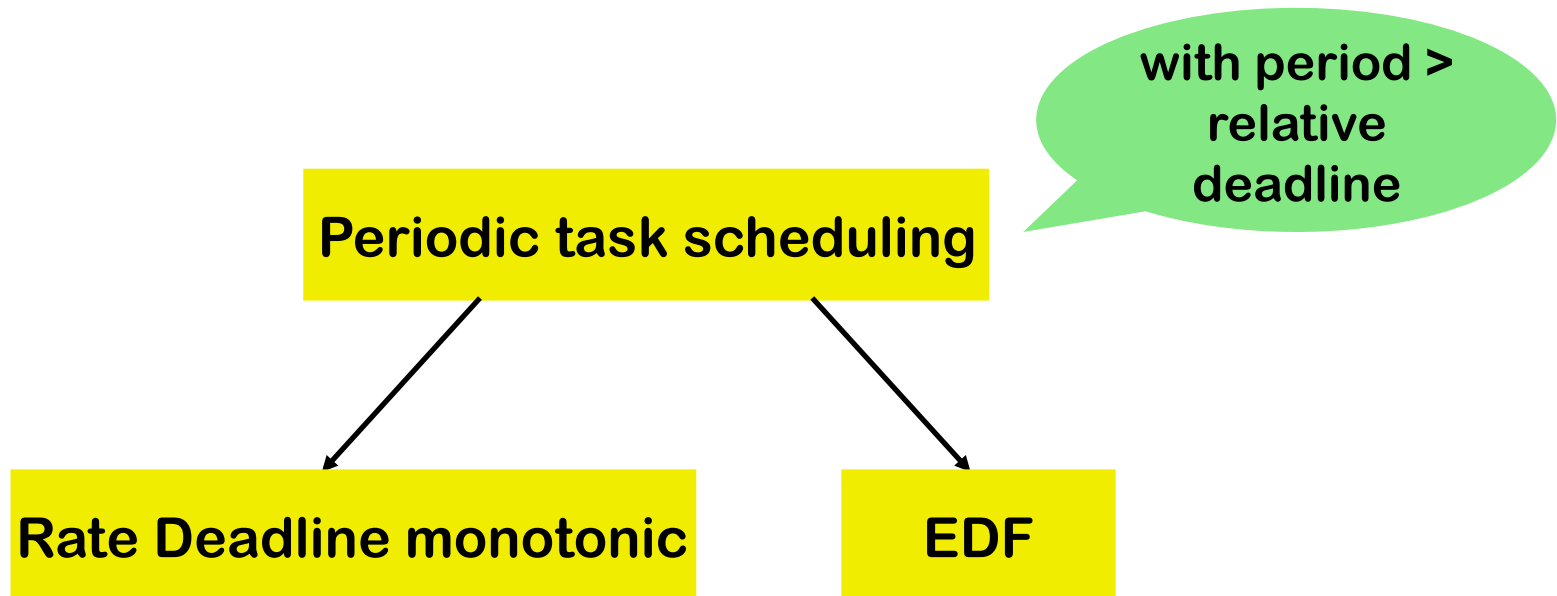 with period >
relative
deadline
Periodic task scheduling
Rate Deadline monotonic
EDF